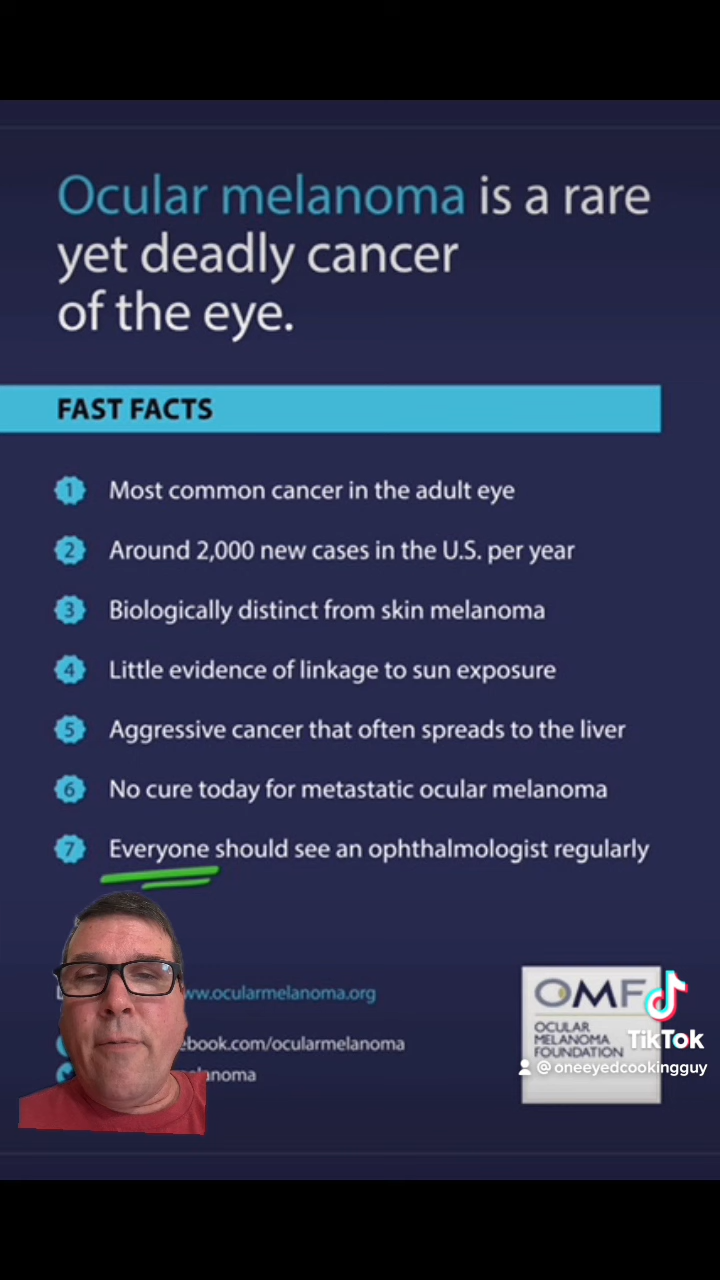 Ocular melanoma is a rare
yet deadly cancer
of the eye.
FAST FACTS
1 Most common cancer in the adult eye
2 Around 2,000 new cases in the U.S. per year
3 Biologically distinct from skin melanoma
4 Little evidence of linkage to sun exposure
5 Aggressive cancer that often spreads to the liver
6 No cure today for metastatic ocular melanoma
7 Everyone should see an ophthalmologist regularly
ww.ocularmelanoma.org
ebook.com/ocularmelanoma
OMF
OCULAR
MELANOMA
FOUNDATION
TikTok
@oneeyedcookingguy